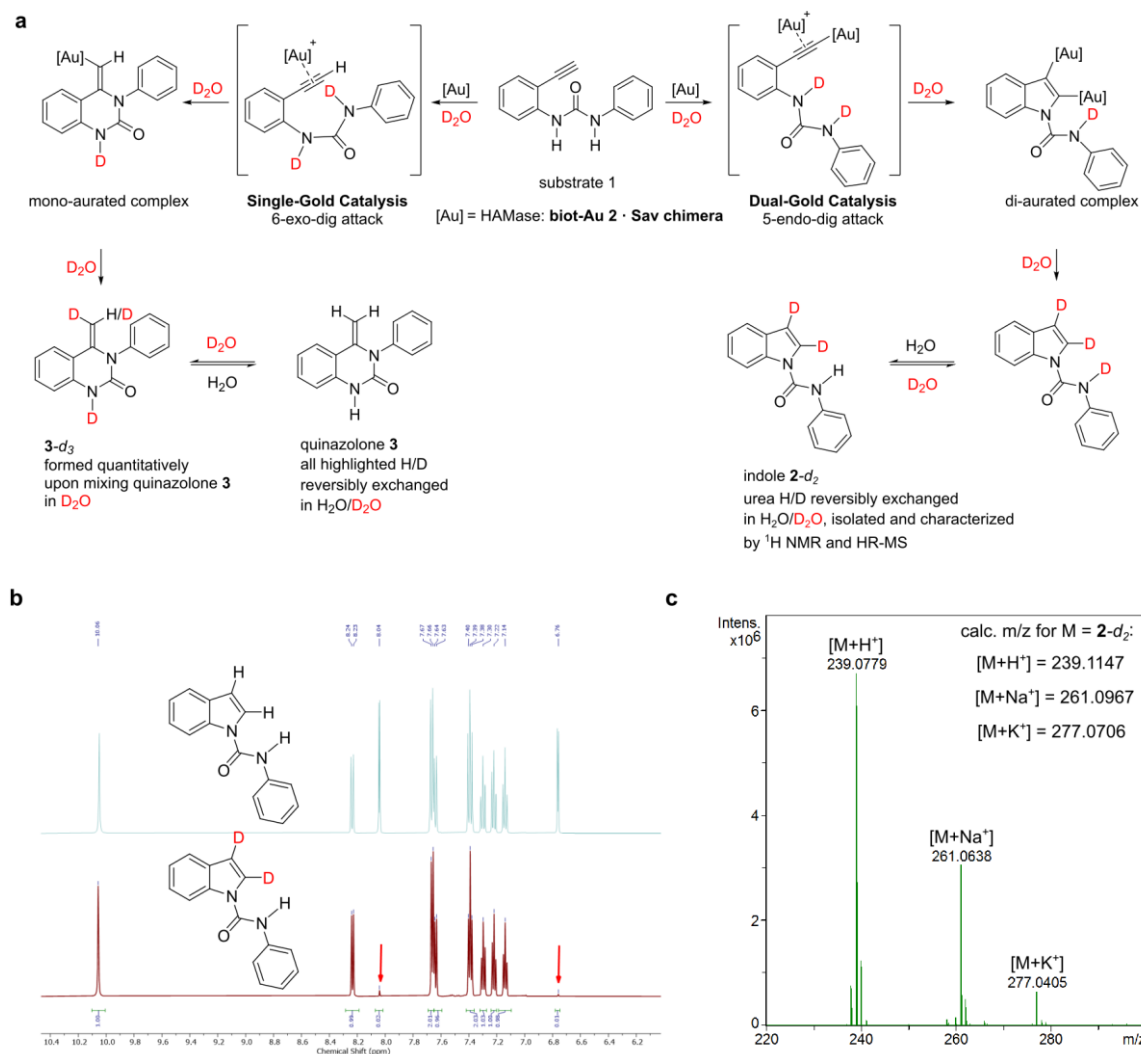 a
[Au]
H
N
O
N
D
D₂O
[Au]⁺
H
D
N
N
O
D
[Au]
D₂O
O
N
H
N
H
[Au]
D₂O
[Au]⁺
[Au]
D
N
D
O
N
D₂O
[Au]
[Au]
N
D
O
N
mono-aurated complex
Single-Gold Catalysis
6-exo-dig attack
substrate 1
[Au] = HAMase: biot-Au 2 · Sav chimera
Dual-Gold Catalysis
5-endo-dig attack
di-aurated complex
D₂O
D₂O
D
H/D
N
N
O
D
D₂O
H₂O
H
H
N
N
O
H
D
D
N
H
O
N
H₂O
D₂O
D
D
N
D
O
N
3-d₃
formed quantitatively
upon mixing quinazolone 3
in D₂O
quinazolone 3
all highlighted H/D
reversibly exchanged
in H₂O/D₂O
indole 2-d₂
urea H/D reversibly exchanged
in H₂O/D₂O, isolated and characterized
by ¹H NMR and HR-MS
b
10.06
8.24
8.23
8.04
7.67
7.66
7.64
7.63
7.40
7.39
7.38
7.30
7.22
7.14
6.76
H
H
N
H
O
N
D
D
N
H
O
N
10.4 10.2 10.0 9.8 9.6 9.4 9.2 9.0 8.8 8.6 8.4 8.2 8.0 7.8 7.6 7.4 7.2 7.0 6.8 6.6 6.4 6.2
Chemical Shift (ppm)
c
Intens.
x10⁶
6
4
2
0
[M+H⁺]
239.0779
calc. m/z for M = 2-d₂:
[M+H⁺] = 239.1147
[M+Na⁺] = 261.0967
[M+K⁺] = 277.0706
[M+Na⁺]
261.0638
[M+K⁺]
277.0405
220 240 260 280 m/z